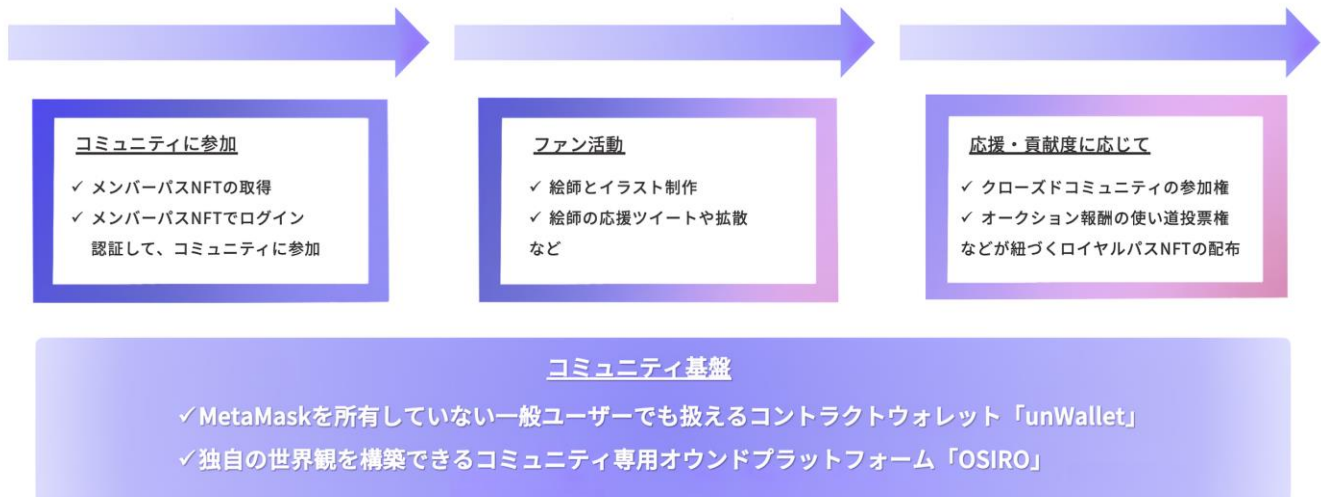 コミュニティに参加
✓ メンバーパスNFTの取得
✓ メンバーパスNFTでログイン
認証して、コミュニティに参加
ファン活動
✓ 絵師とイラスト制作
✓ 絵師の応援ツイートや拡散
など
応援・貢献度に応じて
✓ クローズドコミュニティの参加権
✓ オークション報酬の使い道投票権
などが紐づくロイヤルパスNFTの配布
コミュニティ基盤
✓MetaMaskを所有していない一般ユーザーでも扱えるコントラクトウォレット「unWallet」
✓独自の世界観を構築できるコミュニティ専用オウンドプラットフォーム「OSIRO」